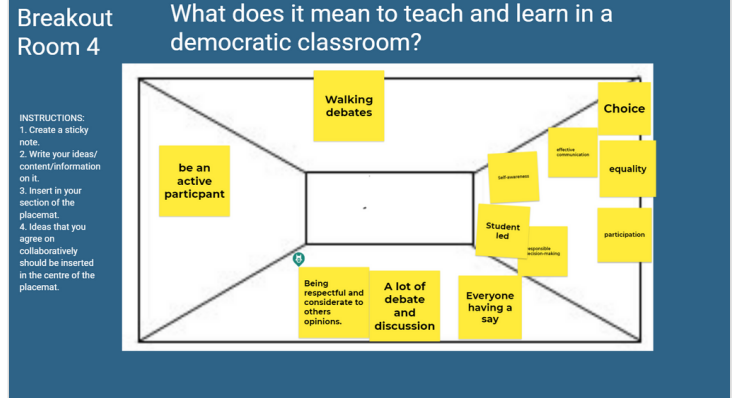 Breakout
Room 4
What does it mean to teach and learn in a
democratic classroom?
INSTRUCTIONS:
1. Create a sticky
note.
2. Write your ideas/
content/information
on it.
3. Insert in your
section of the
placemat.
4. Ideas that you
agree on
collaboratively
should be inserted
in the centre of the
placemat.
Walking
debates
be an
active
particpant
Choice
effective
communication
equality
Self-awareness
Student
led
responsible
decision-making
participation
Being
respectful and
considerate to
others
opinions.
A lot of
debate
and
discussion
Everyone
having a
say